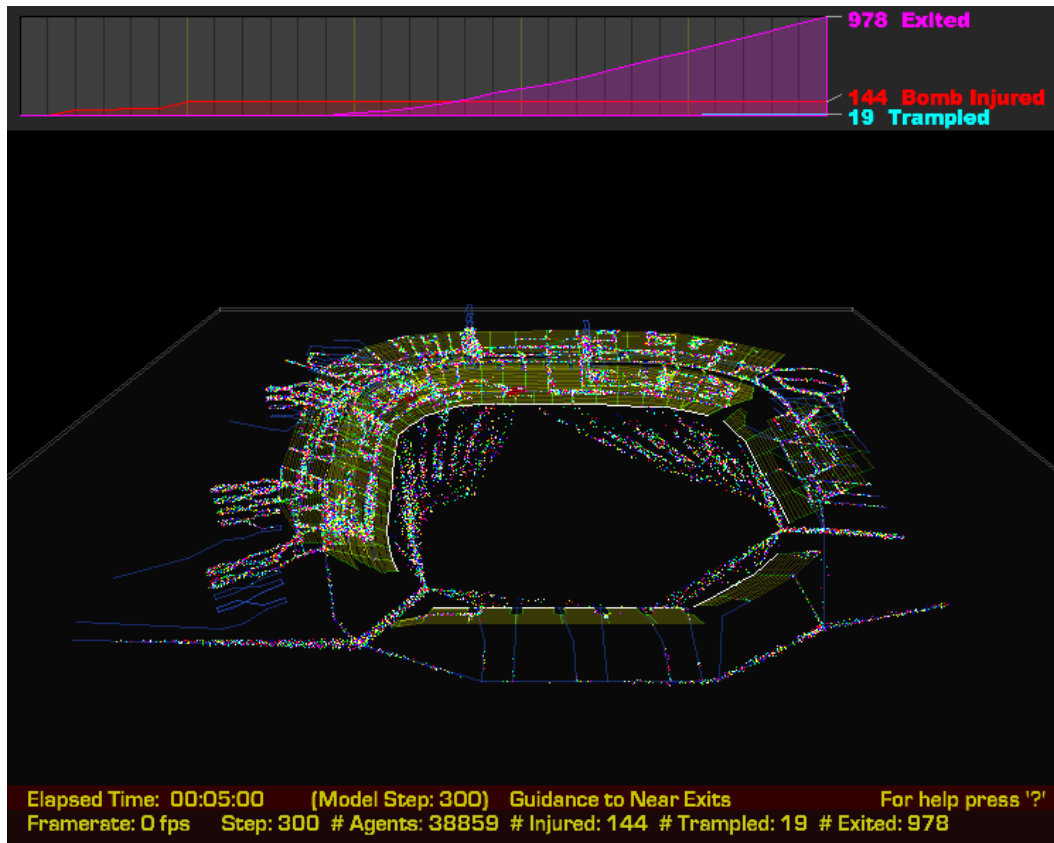 978 Exited
144 Bomb Injured
19 Trampled
Elapsed Time: 00:05:00 (Model Step: 300) Guidance to Near Exits For help press '?'
Framerate: 0 fps Step: 300 # Agents: 38859 # Injured: 144 # Trampled: 19 # Exited: 978